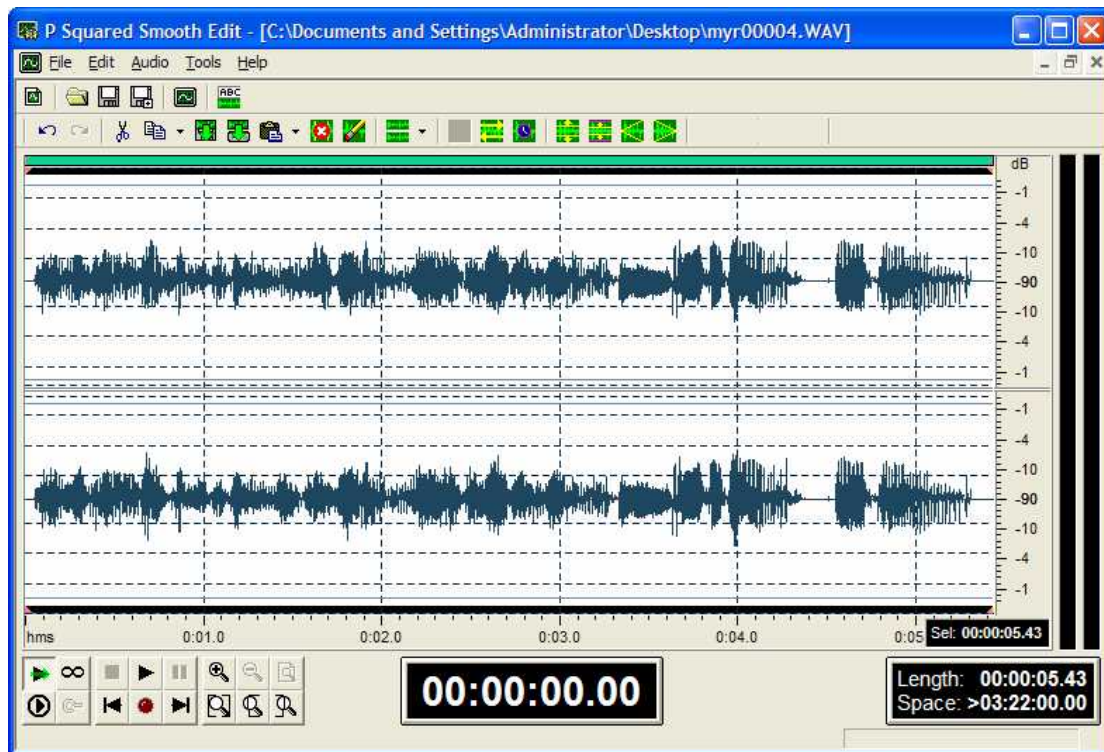 P Squared Smooth Edit - [C:\Documents and Settings\Administrator\Desktop\myr00004.WAV]
File Edit Audio Tools Help
ABC
dB
-1
-4
-10
-90
-10
-4
-1
-1
-4
-10
-90
-10
-4
-1
hms 0:01.0 0:02.0 0:03.0 0:04.0 0:05 Sel: 00:00:05.43
00:00:00.00
Length: 00:00:05.43
Space: >03:22:00.00